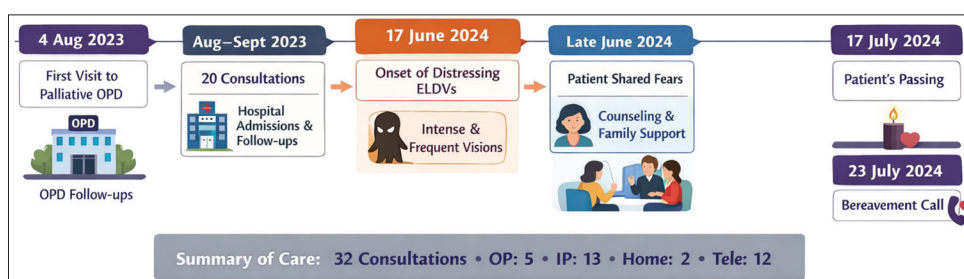 4 Aug 2023
First Visit to
Palliative OPD
OPD
OPD Follow-ups
Aug–Sept 2023
20 Consultations
Hospital
Admissions &
Follow-ups
17 June 2024
Onset of Distressing
ELDVs
Intense &
Frequent Visions
Late June 2024
Patient Shared Fears
Counseling &
Family Support
17 July 2024
Patient's Passing
23 July 2024
Bereavement Call
Summary of Care: 32 Consultations • OP: 5 • IP: 13 • Home: 2 • Tele: 12